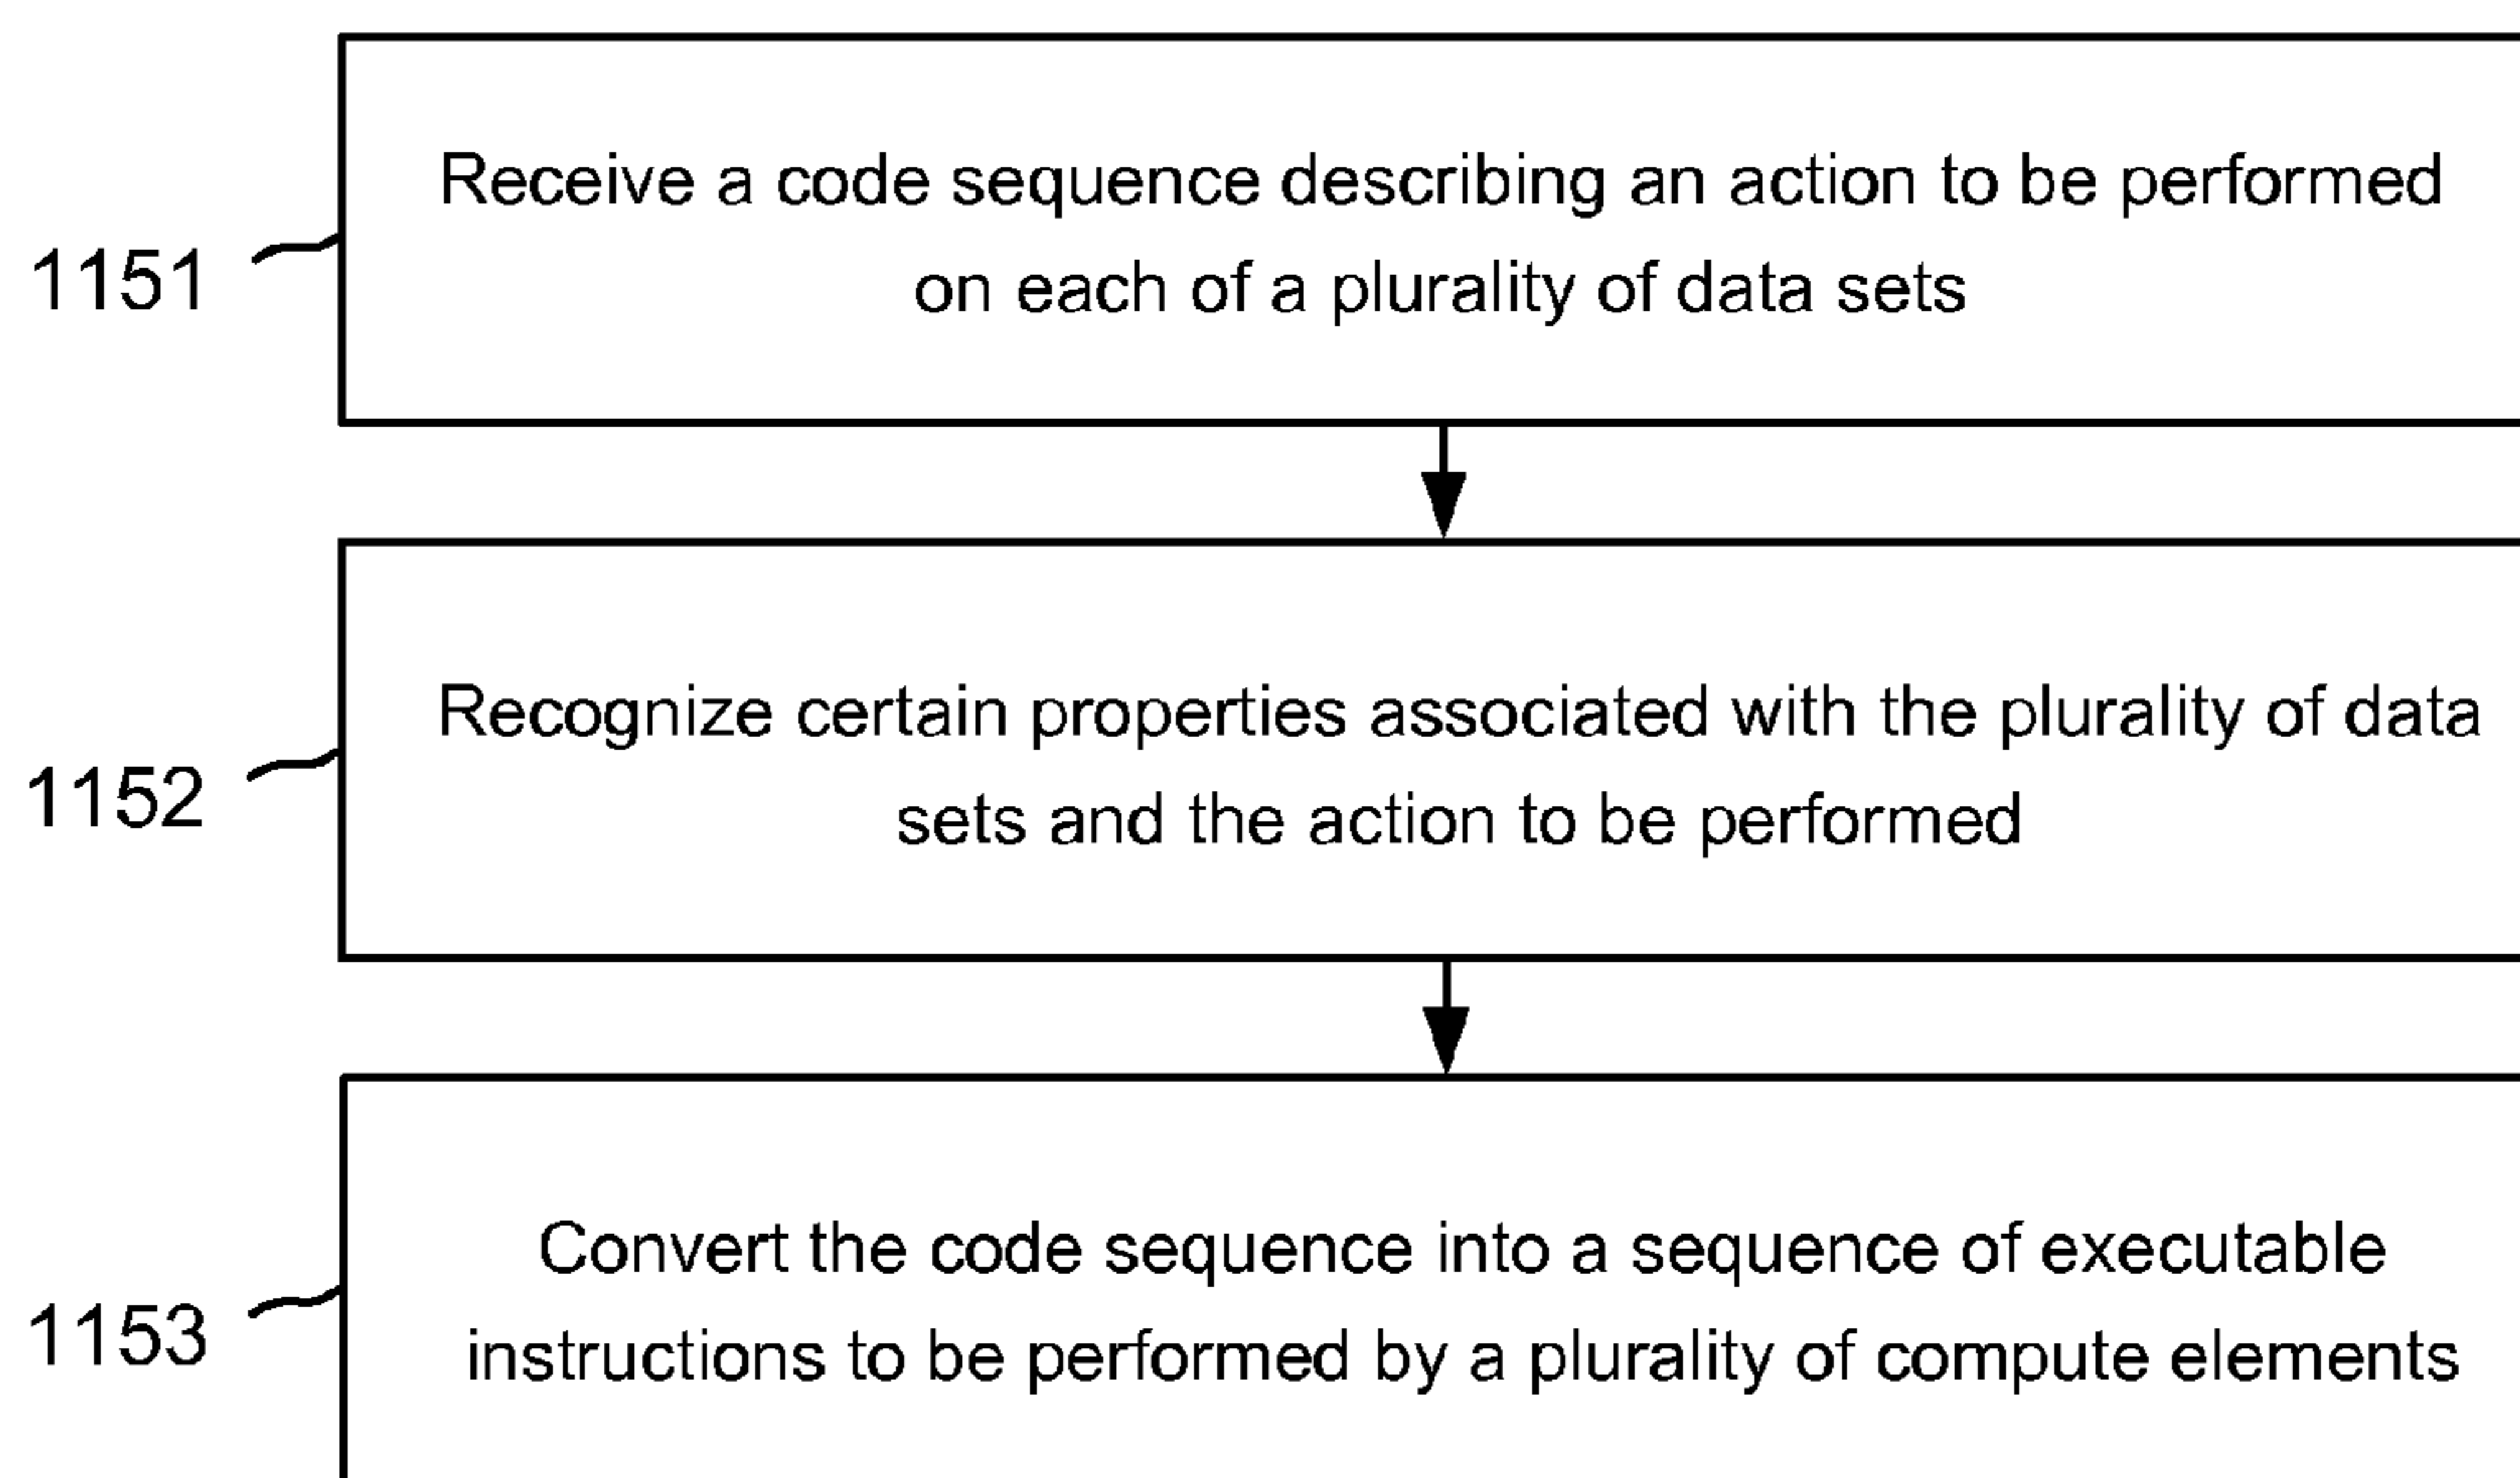 Receive a code sequence describing an action to be performed
on each of a plurality of data sets
1151
Recognize certain properties associated with the plurality of data
sets and the action to be performed
1152
Convert the code sequence into a sequence of executable
instructions to be performed by a plurality of compute elements
1153